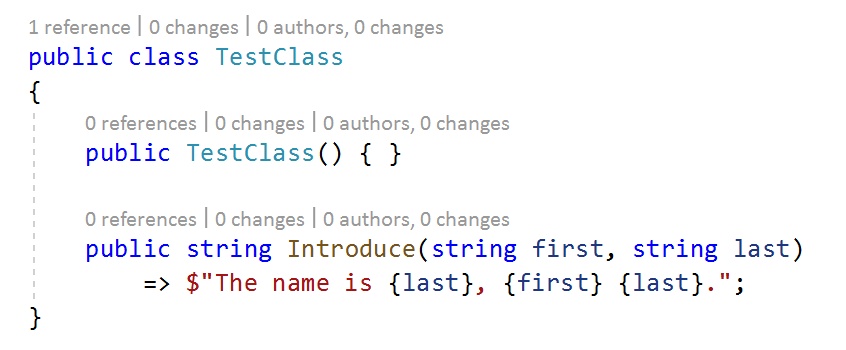 1 reference | 0 changes | 0 authors, 0 changes
public class TestClass
{
0 references | 0 changes | 0 authors, 0 changes
public TestClass() { }
0 references | 0 changes | 0 authors, 0 changes
public string Introduce(string first, string last)
=> $"The name is {last}, {first} {last}.";
}